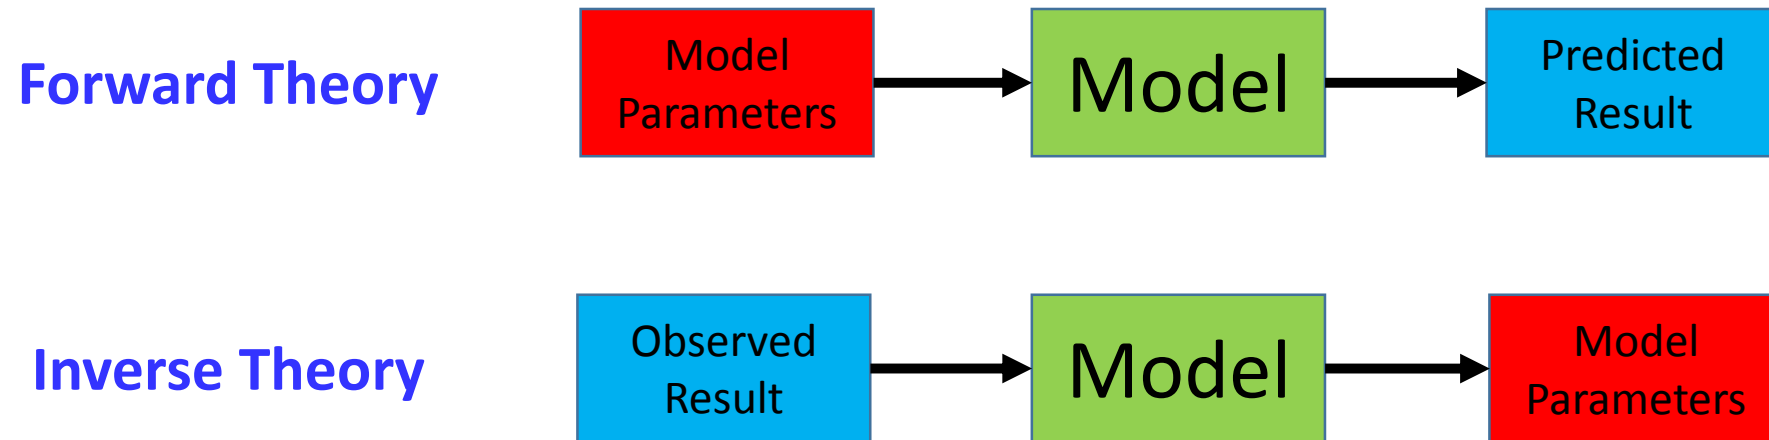 Forward Theory
Model
Parameters
Model
Predicted
Result
Inverse Theory
Observed
Result
Model
Model
Parameters